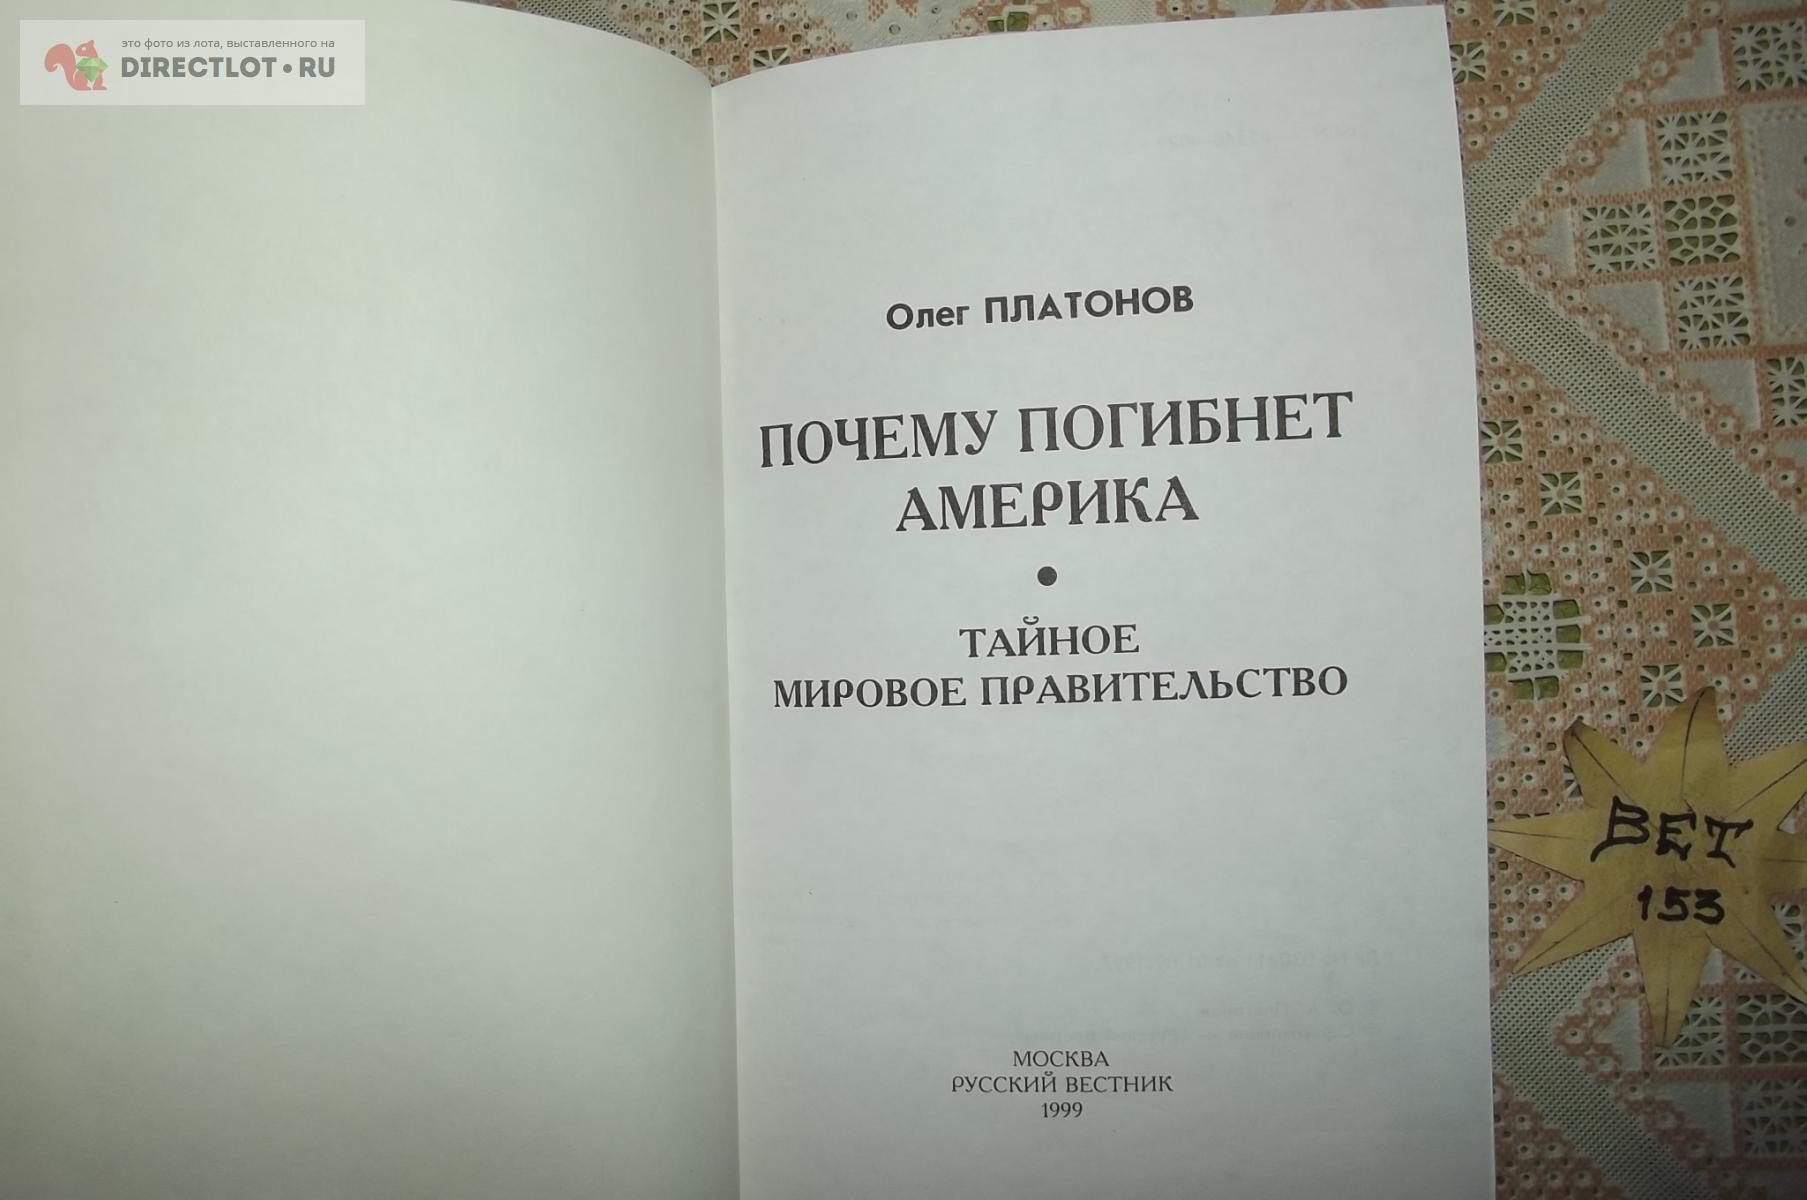 это фото из лота, выставленного на
DIRECTLOT•RU
Олег ПЛАТОНОВ
ПОЧЕМУ ПОГИБНЕТ
АМЕРИКА
•
ТАЙНОЕ
МИРОВОЕ ПРАВИТЕЛЬСТВО
МОСКВА
РУССКИЙ ВЕСТНИК
1999
ВЕТ
153